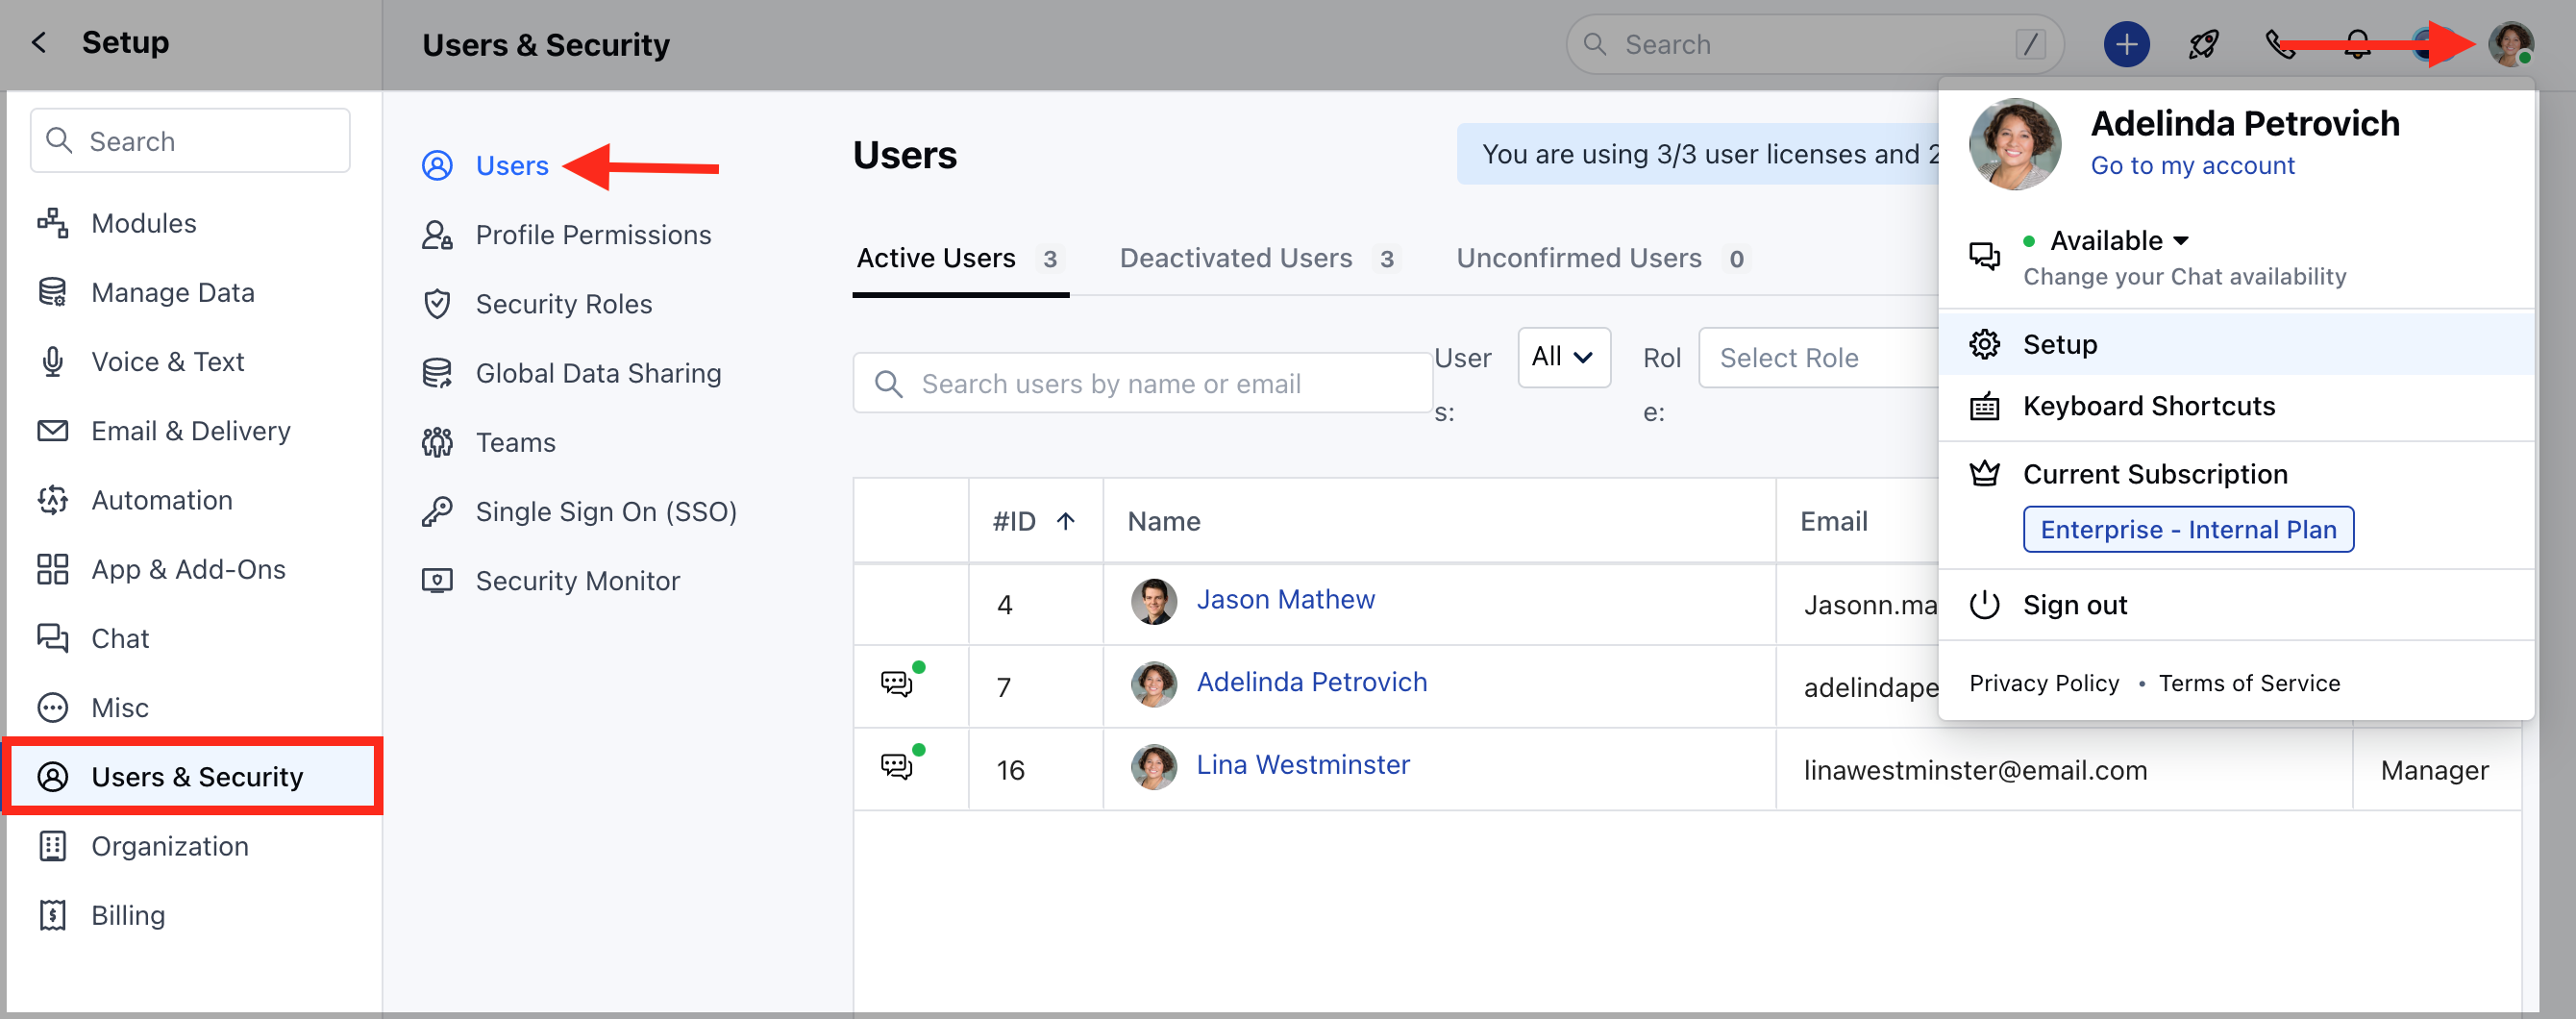 Setup
Users & Security
Search /
Search
Modules
Manage Data
Voice & Text
Email & Delivery
Automation
App & Add-Ons
Chat
Misc
Users & Security
Organization
Billing
Users
Profile Permissions
Security Roles
Global Data Sharing
Teams
Single Sign On (SSO)
Security Monitor
Users
You are using 3/3 user licenses and 2
Active Users 3 Deactivated Users 3 Unconfirmed Users 0
Search users by name or email
User
s:
All
Rol
e:
Select Role
#ID Name Email
4 Jason Mathew Jasonn.ma
7 Adelinda Petrovich adelindape
16 Lina Westminster linawestminster@email.com Manager
Adelinda Petrovich
Go to my account
Available
Change your Chat availability
Setup
Keyboard Shortcuts
Current Subscription
Enterprise - Internal Plan
Sign out
Privacy Policy • Terms of Service